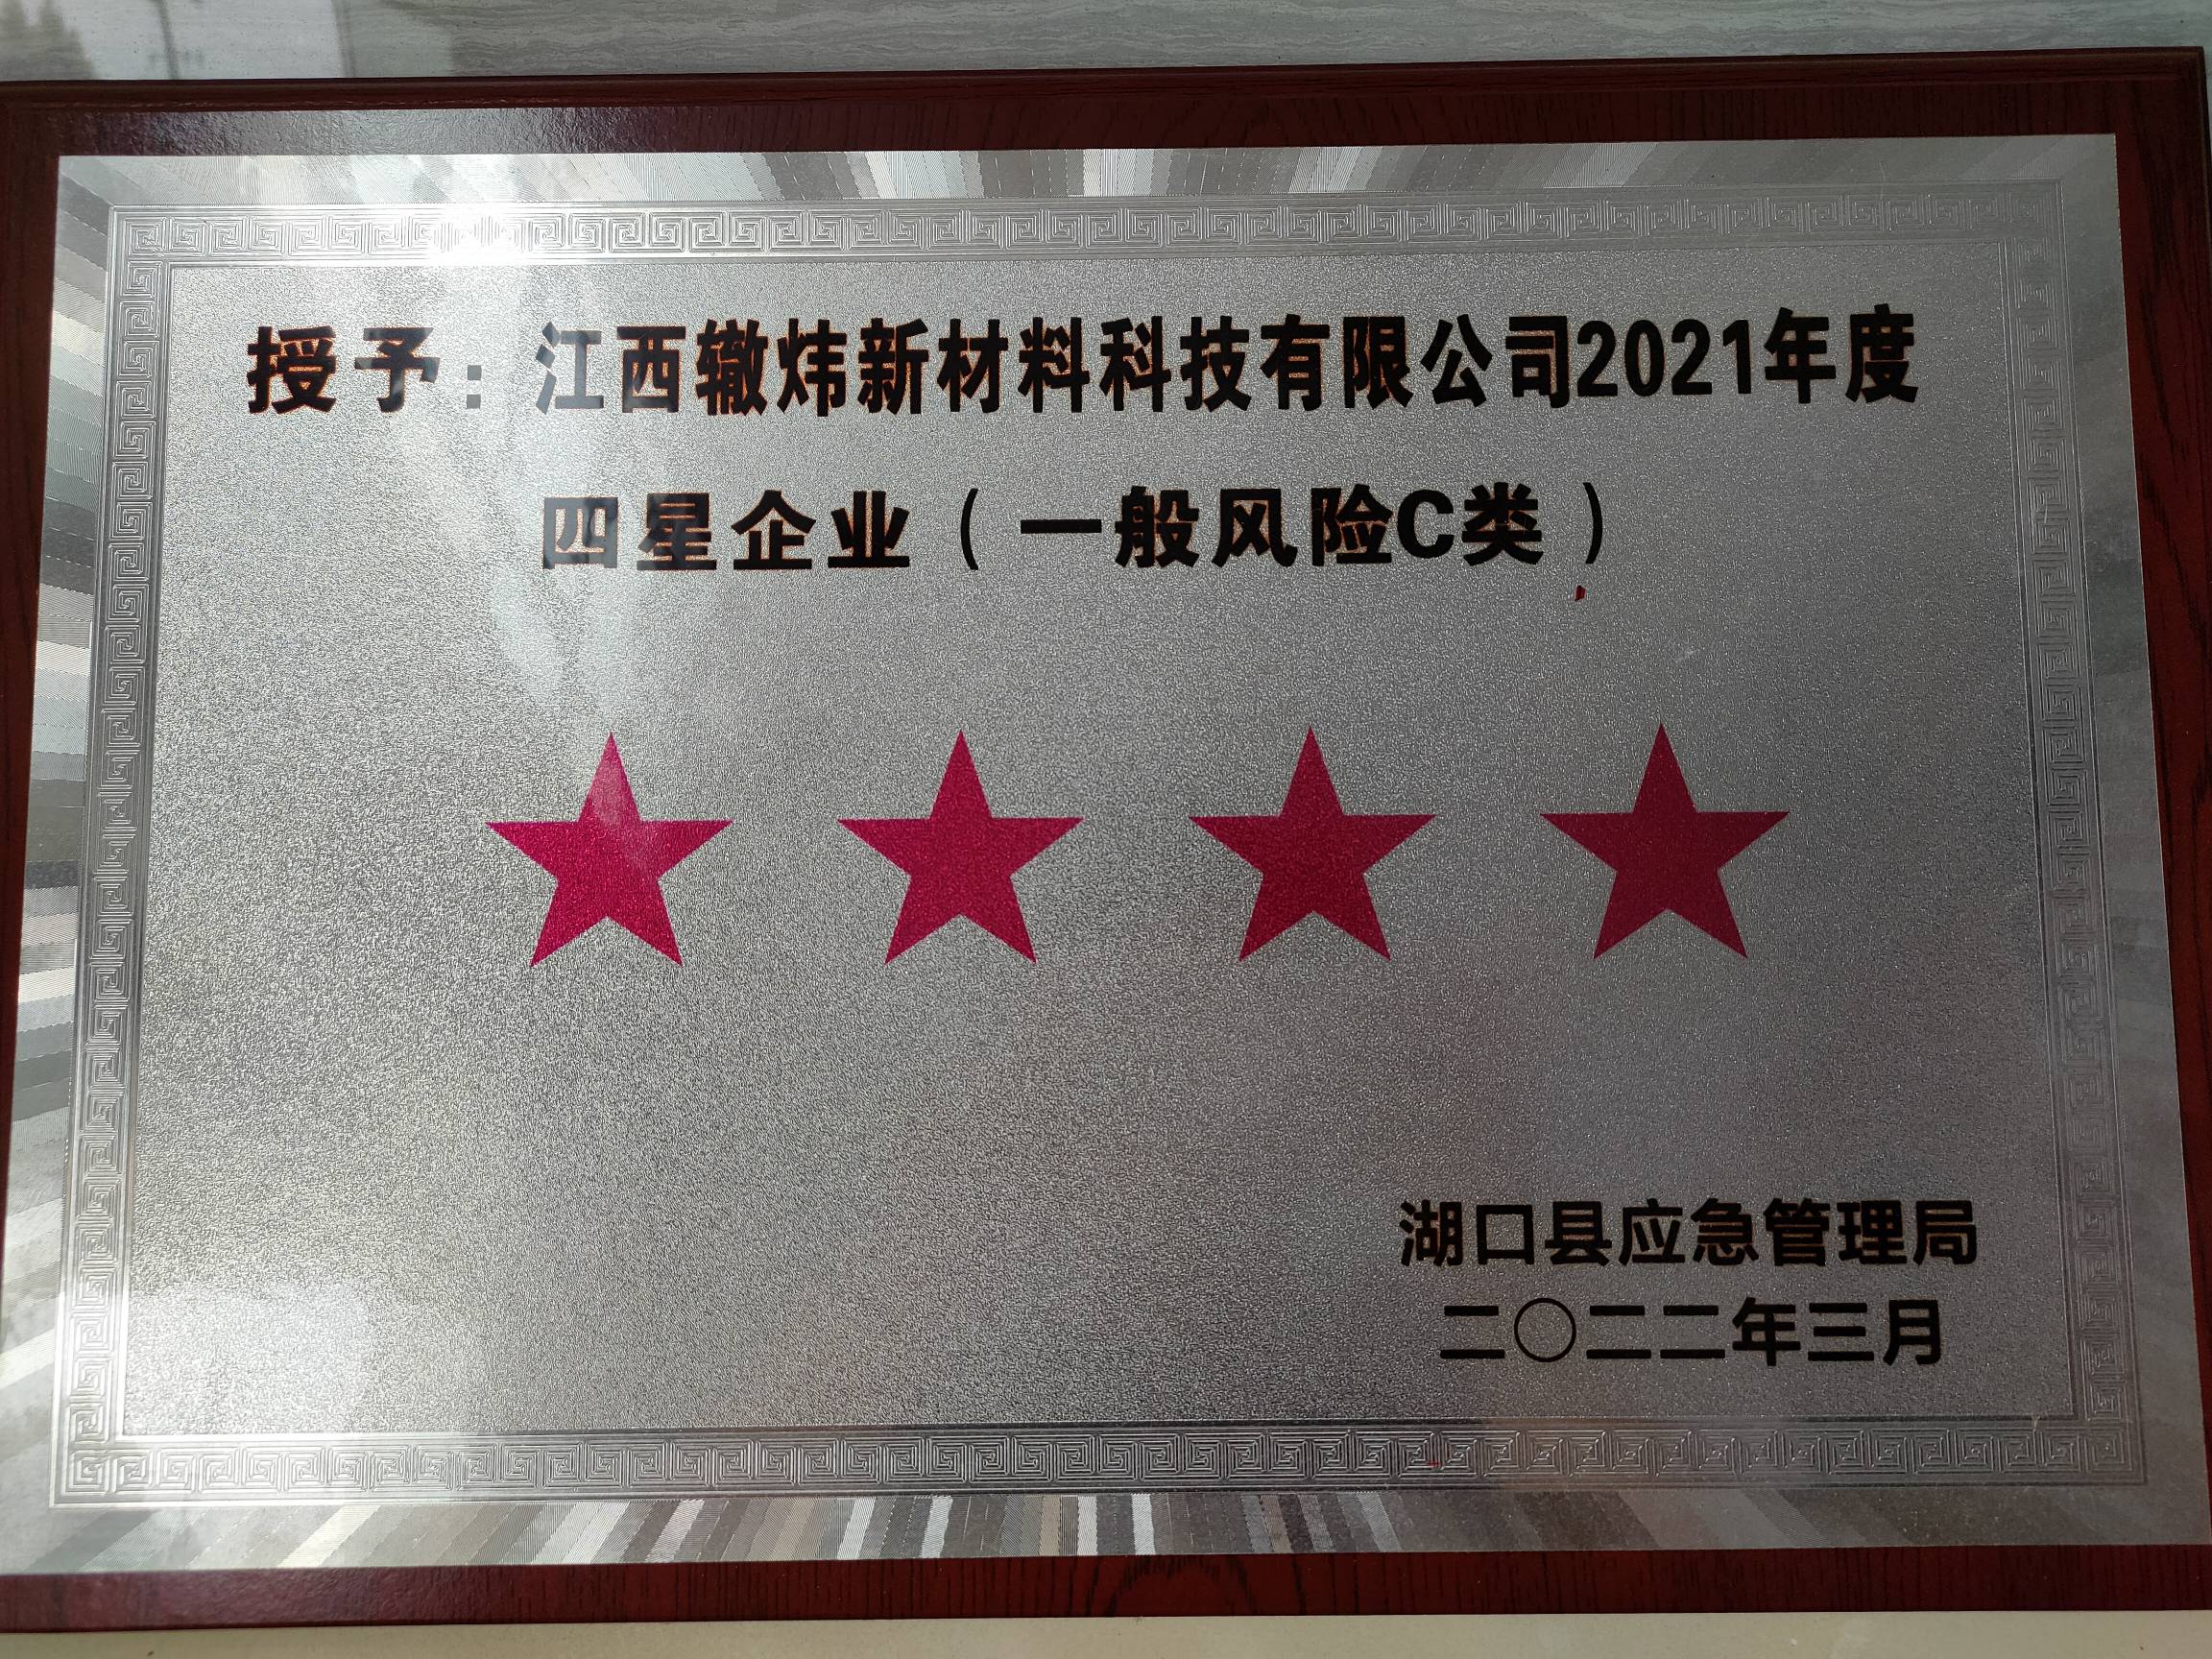 授予：江西辙炜新材料科技有限公司2021年度
四星企业（一般风险C类）
湖口县应急管理局
二〇二二年三月